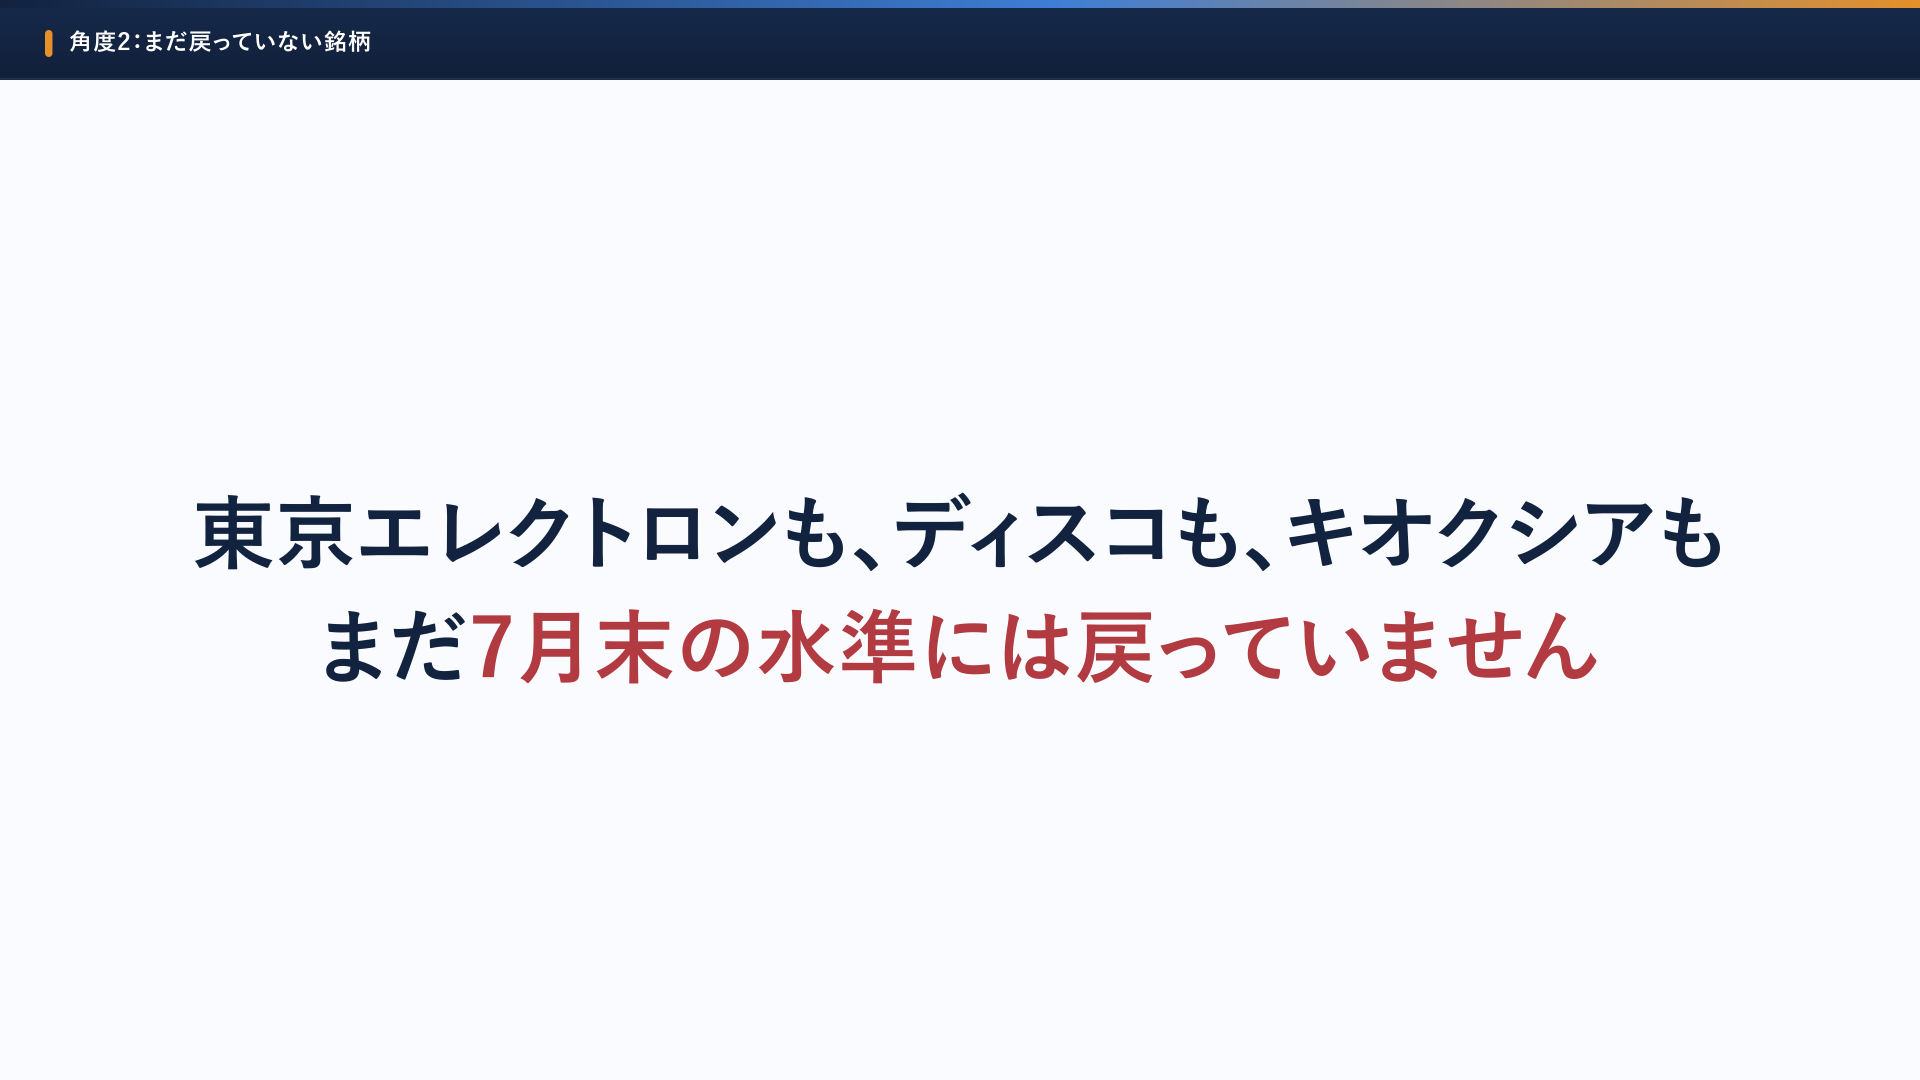 角度2：まだ戻っていない銘柄
東京エレクトロンも、ディスコも、キオクシアも
まだ7月末の水準には戻っていません